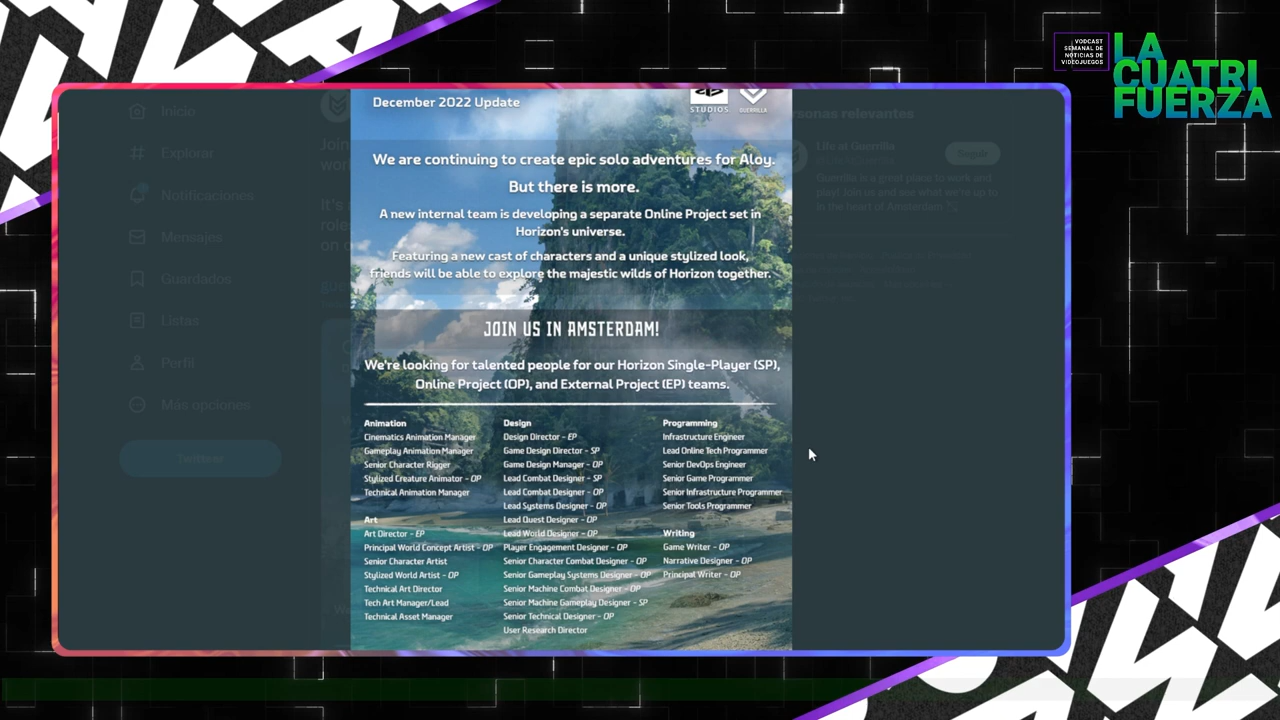 VODCAST
SEMANAL DE
NOTICIAS DE
VIDEOJUEGOS
LA
CUATRI
FUERZA
Inicio
Explorar
Notificaciones
Mensajes
Guardados
Listas
Perfil
Más opciones
Twittear
December 2022 Update
STUDIOS
GUERRILLA
We are continuing to create epic solo adventures for Aloy.
But there is more.
A new internal team is developing a separate Online Project set in
Horizon's universe.
Featuring a new cast of characters and a unique stylized look,
friends will be able to explore the majestic wilds of Horizon together.
JOIN US IN AMSTERDAM!
We're looking for talented people for our Horizon Single-Player (SP),
Online Project (OP), and External Project (EP) teams.
Animation
Cinematics Animation Manager
Gameplay Animation Manager
Senior Character Rigger
Stylized Creature Animator - OP
Technical Animation Manager
Art
Art Director - EP
Principal World Concept Artist - OP
Senior Character Artist
Stylized World Artist - OP
Technical Art Director
Tech Art Manager/Lead
Technical Asset Manager
Design
Design Director - EP
Game Design Director - SP
Game Design Manager - OP
Lead Combat Designer - SP
Lead Combat Designer - OP
Lead Systems Designer - OP
Lead Quest Designer - OP
Lead World Designer - OP
Player Engagement Designer - OP
Senior Character Combat Designer - OP
Senior Gameplay Systems Designer - OP
Senior Machine Combat Designer - OP
Senior Machine Gameplay Designer - SP
Senior Technical Designer - OP
User Research Director
Programming
Infrastructure Engineer
Lead Online Tech Programmer
Senior DevOps Engineer
Senior Game Programmer
Senior Infrastructure Programmer
Senior Tools Programmer
Writing
Game Writer - OP
Narrative Designer - OP
Principal Writer - OP
sonas relevantes
Life at Guerrilla
Seguir
Guerrilla is a great place to work and
play! Join us and see what we're up to
in the heart of Amsterdam